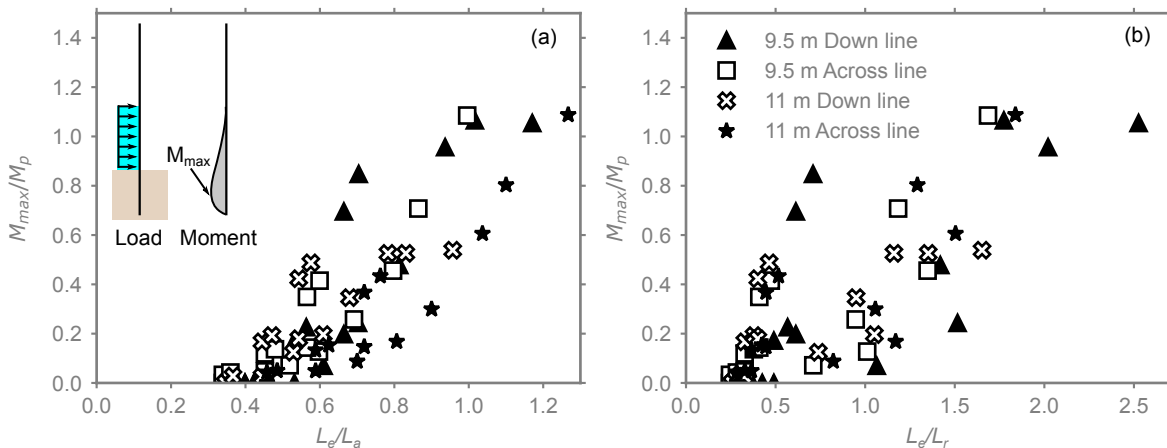 (a)
M_max/M_p
1.4
1.2
1.0
0.8
0.6
0.4
0.2
0.0
M_max
Load Moment
0.0 0.2 0.4 0.6 0.8 1.0 1.2
L_e/L_a
(b)
9.5 m Down line
9.5 m Across line
11 m Down line
11 m Across line
M_max/M_p
1.4
1.2
1.0
0.8
0.6
0.4
0.2
0.0
0.0 0.5 1.0 1.5 2.0 2.5
L_e/L_r